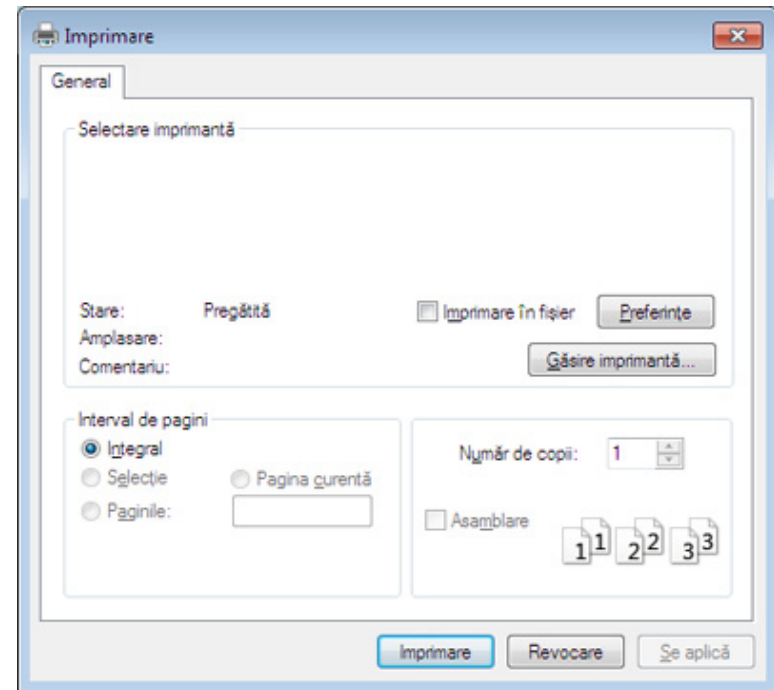 Imprimare
General
Selectare imprimantă
Stare: Pregătită
Imprimare în fișier
Preferințe
Amplasare:
Comentariu:
Găsire imprimantă...
Interval de pagini
Integral
Selecție
Pagina curentă
Paginile:
Număr de copii: 1
Asamblare
1 1 2 2 3 3
Imprimare
Revocare
Se aplică